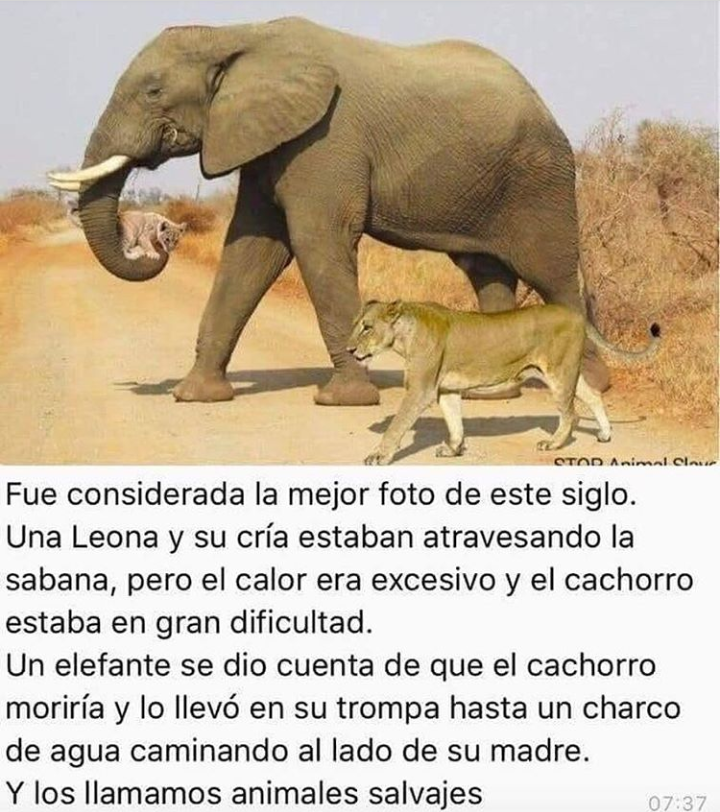 STOP Animal
Fue considerada la mejor foto de este siglo.
Una Leona y su cría estaban atravesando la
sabana, pero el calor era excesivo y el cachorro
estaba en gran dificultad.
Un elefante se dio cuenta de que el cachorro
moriría y lo llevó en su trompa hasta un charco
de agua caminando al lado de su madre.
Y los llamamos animales salvajes
07:37